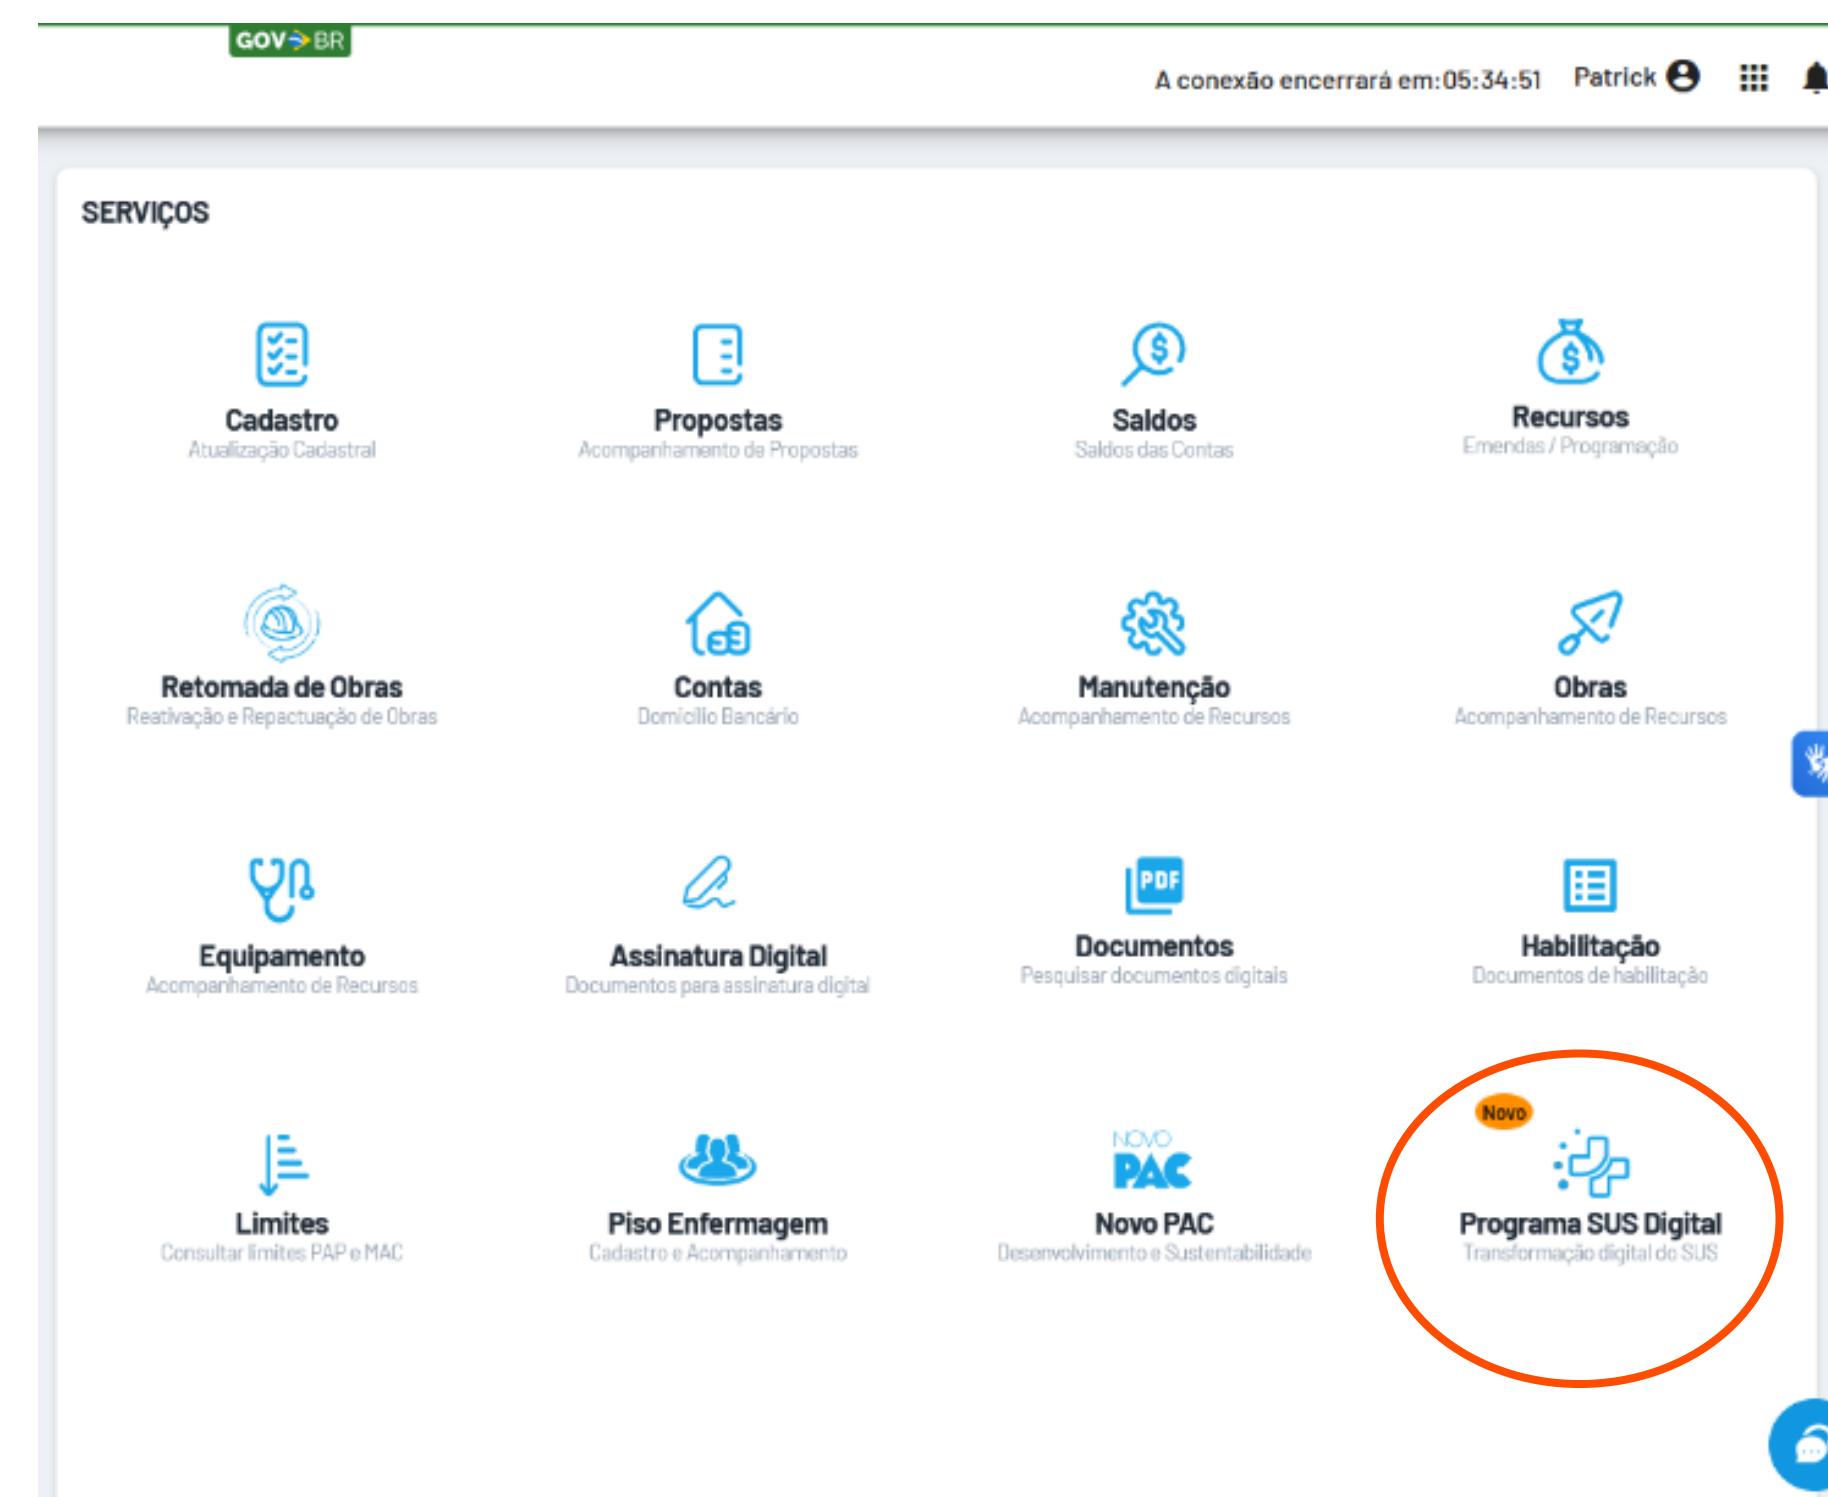 GOV BR
A conexão encerrará em:05:34:51 Patrick
SERVIÇOS
Cadastro
Atualização Cadastral
Propostas
Acompanhamento de Propostas
Saldos
Saldos das Contas
Recursos
Emendas / Programação
Retomada de Obras
Reativação e Repactuação de Obras
Contas
Domicílio Bancário
Manutenção
Acompanhamento de Recursos
Obras
Acompanhamento de Recursos
Equipamento
Acompanhamento de Recursos
Assinatura Digital
Documentos para assinatura digital
PDF
Documentos
Pesquisar documentos digitais
Habilitação
Documentos de habilitação
Limites
Consultar limites PAP e MAC
Piso Enfermagem
Cadastro e Acompanhamento
NOVO
PAC
Novo PAC
Desenvolvimento e Sustentabilidade
Novo
Programa SUS Digital
Transformação digital do SUS